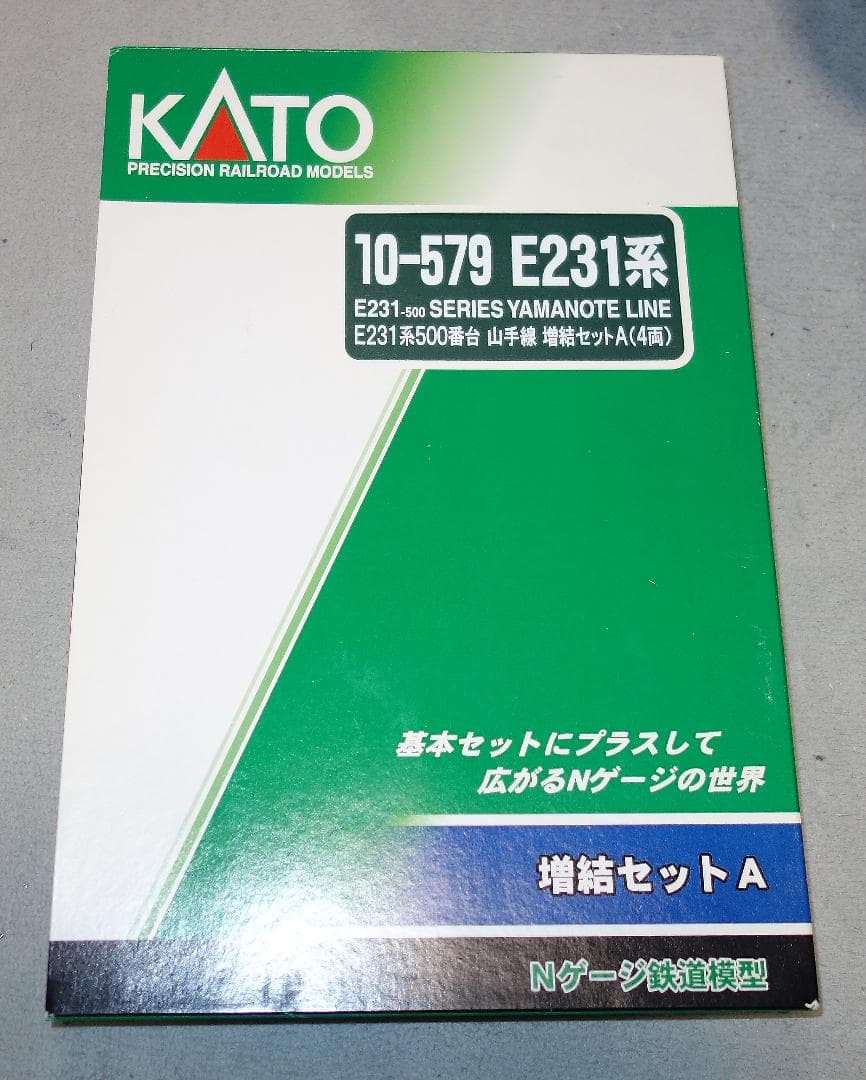 KATO
PRECISION RAILROAD MODELS
10-579 E231系
E231-500 SERIES YAMANOTE LINE
E231系500番台 山手線 増結セットA(4両)
基本セットにプラスして
広がるNゲージの世界
増結セットA
Nゲージ鉄道模型